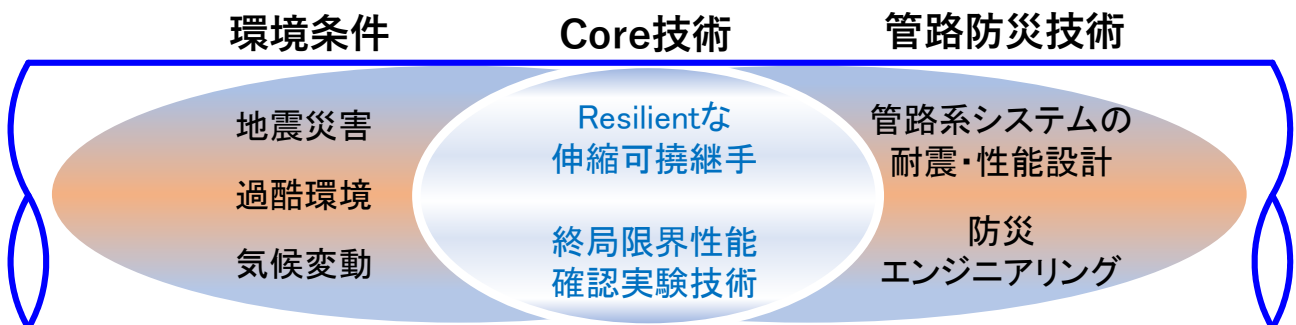 環境条件
Core技術
管路防災技術
地震災害
過酷環境
気候変動
Resilientな
伸縮可撓継手
終局限界性能
確認実験技術
管路系システムの
耐震・性能設計
防災
エンジニアリング